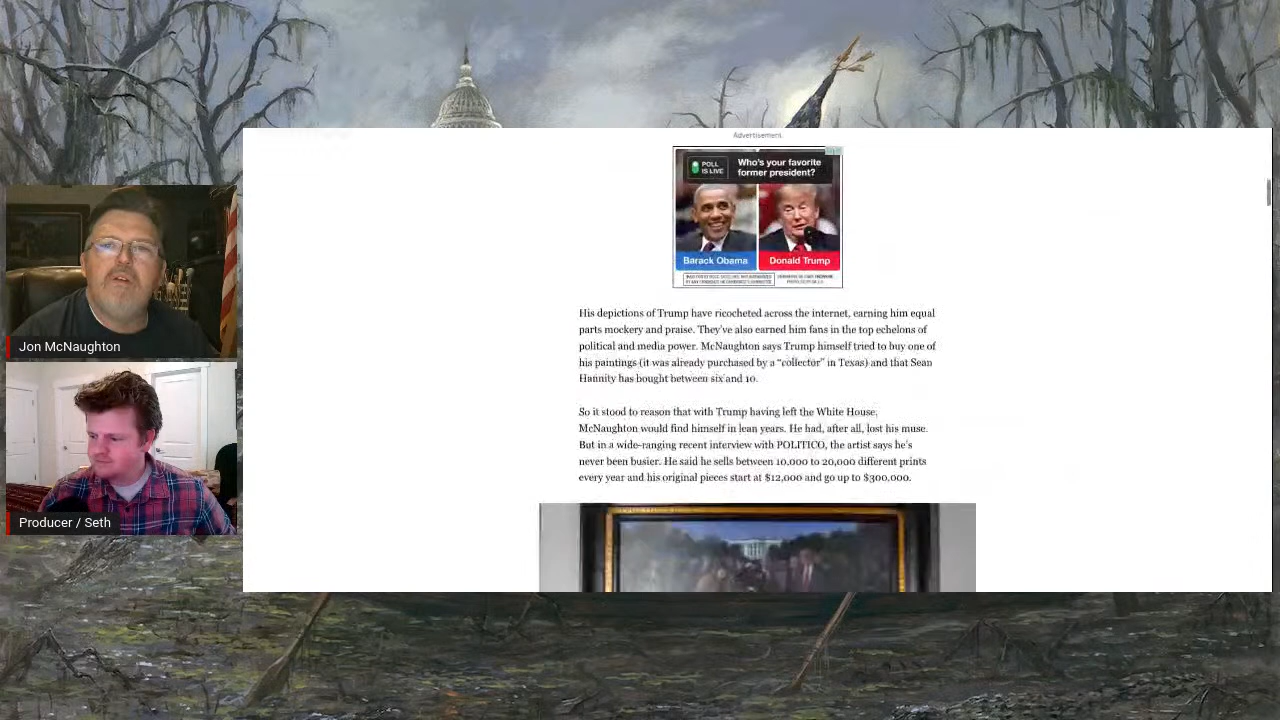 Advertisement
POLL
IS LIVE
Who's your favorite
former president?
Barack Obama
Donald Trump
His depictions of Trump have ricocheted across the internet, earning him equal
parts mockery and praise. They've also earned him fans in the top echelons of
political and media power. McNaughton says Trump himself tried to buy one of
his paintings (it was already purchased by a “collector” in Texas) and that Sean
Hannity has bought between six and 10.
So it stood to reason that with Trump having left the White House,
McNaughton would find himself in lean years. He had, after all, lost his muse.
But in a wide-ranging recent interview with POLITICO, the artist says he's
never been busier. He said he sells between 10,000 to 20,000 different prints
every year and his original pieces start at $12,000 and go up to $300,000.
Jon McNaughton
Producer / Seth